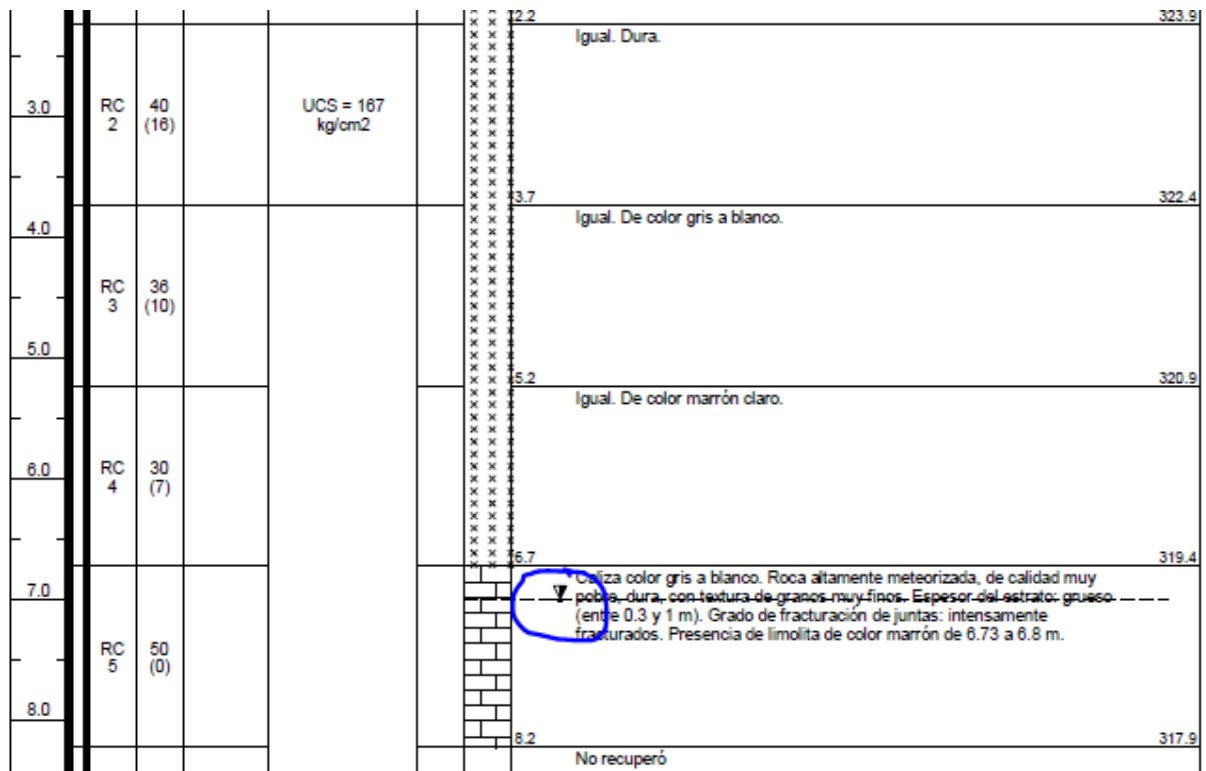 2.2 323.9
Igual. Dura.
3.0 RC 40 UCS = 167
2 (16) kg/cm2
3.7 322.4
Igual. De color gris a blanco.
4.0
RC 36
3 (10)
5.0
5.2 320.9
Igual. De color marrón claro.
6.0 RC 30
4 (7)
6.7 319.4
Caliza color gris a blanco. Roca altamente meteorizada, de calidad muy
7.0 pobre, dura, con textura de granos muy finos. Espesor del estrato: grueso
(entre 0.3 y 1 m). Grado de fracturación de juntas: intensamente
fracturados. Presencia de limolita de color marrón de 6.73 a 6.8 m.
RC 50
5 (0)
8.0
8.2 317.9
No recuperó